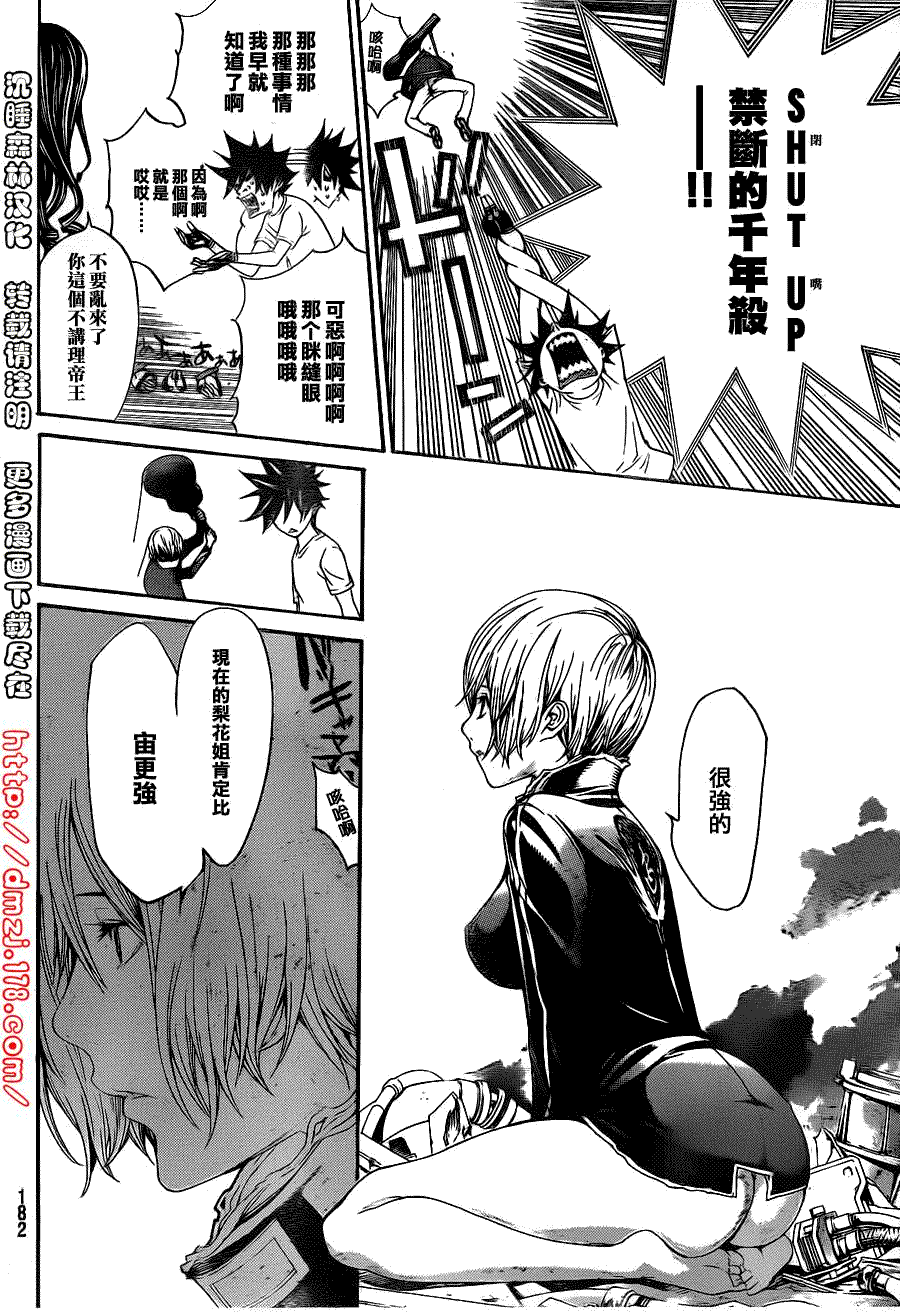 SHUT UP
閉
嘴
禁斷的千年殺
——!!
咳哈啊
那那那
那種事情
我早就
知道了啊
因為啊
那個啊
就是
哎哎……
可惡啊啊啊啊
那个眯縫眼
哦哦哦哦
不要亂來了
你這個不講理帝王
很強的
現在的梨花姐肯定比
宙更強
咳哈啊
沉睡森林汉化 转载请注明 更多漫画下载尽在 http://dmzj.178.com/
182